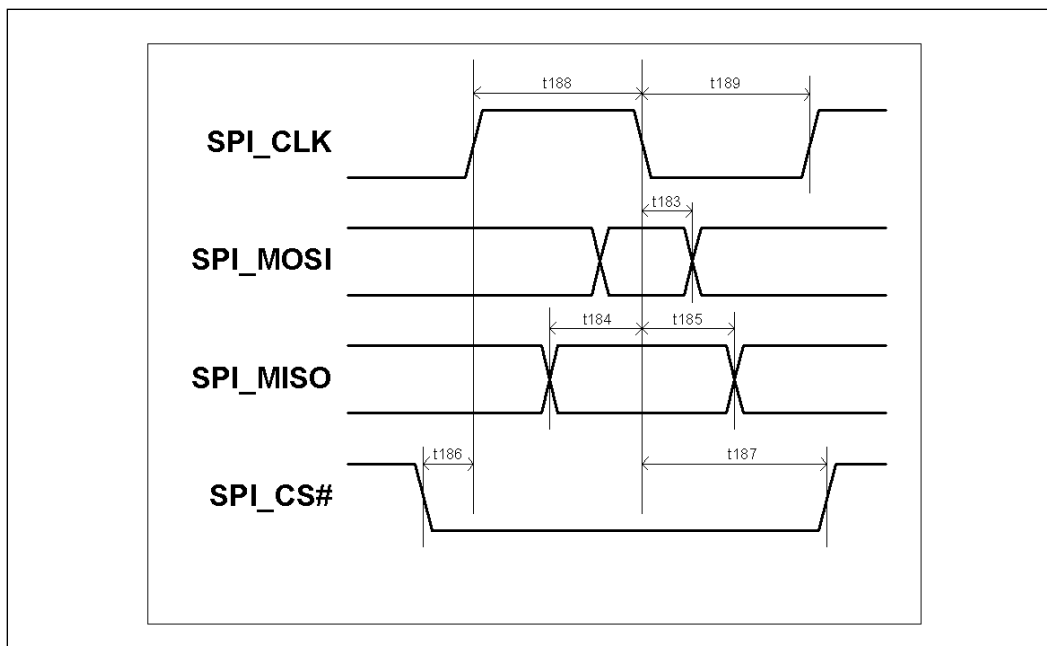 t188
t189
SPI_CLK
t183
SPI_MOSI
t184
t185
SPI_MISO
t186
t187
SPI_CS#